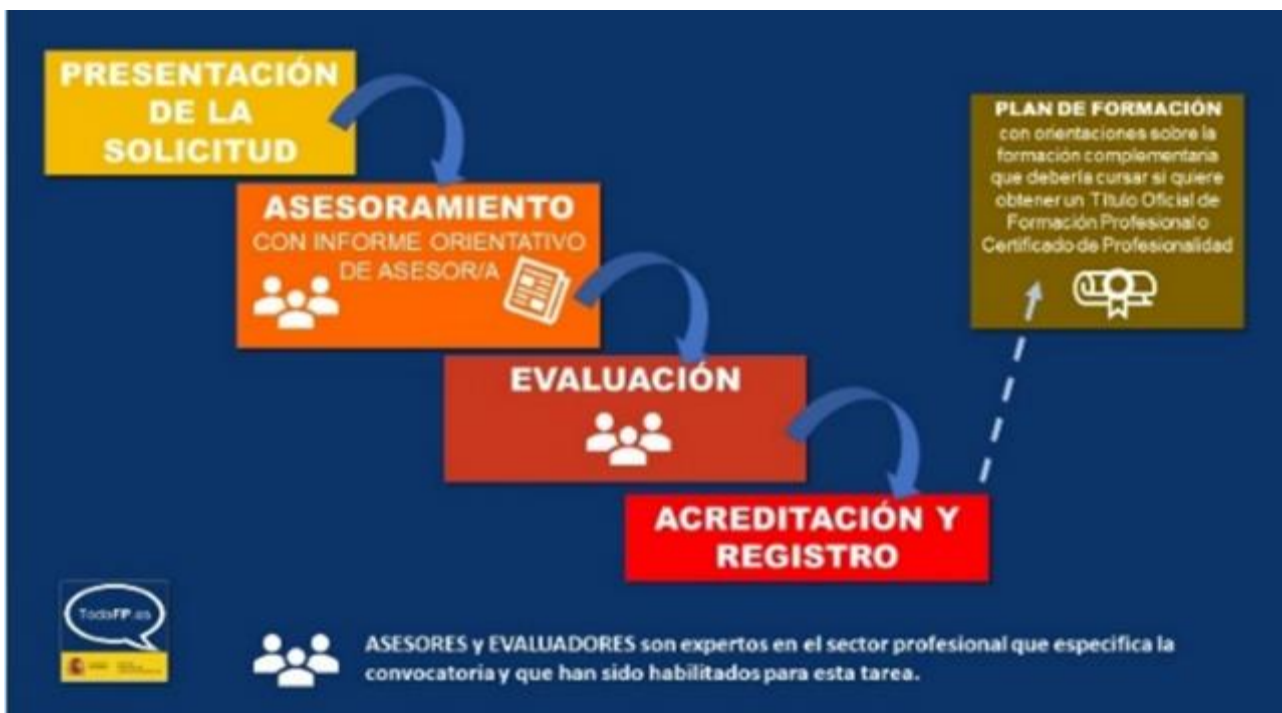 PRESENTACIÓN
DE LA
SOLICITUD
ASESORAMIENTO
CON INFORME ORIENTATIVO
DE ASESOR/A
EVALUACIÓN
ACREDITACIÓN Y
REGISTRO
PLAN DE FORMACIÓN
con orientaciones sobre la
formación complementaria
que debería cursar si quiere
obtener un Título Oficial de
Formación Profesional o
Certificado de Profesionalidad
TodoFP.es
ASESORES y EVALUADORES son expertos en el sector profesional que especifica la
convocatoria y que han sido habilitados para esta tarea.